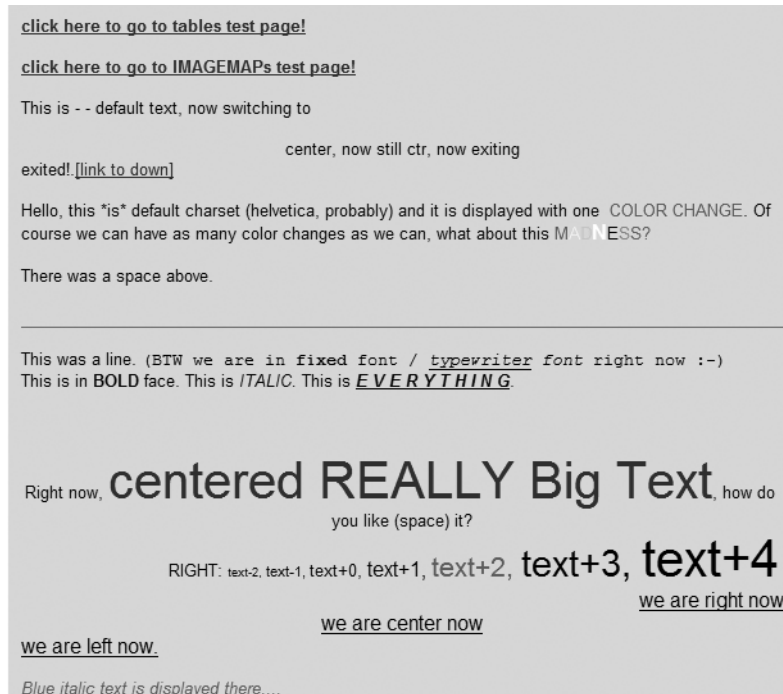 click here to go to tables test page!
click here to go to IMAGEMAPs test page!
This is - - default text, now switching to
center, now still ctr, now exiting
exited!.[link to down]
Hello, this *is* default charset (helvetica, probably) and it is displayed with one COLOR CHANGE. Of
course we can have as many color changes as we can, what about this MADNESS?
There was a space above.
This was a line. (BTW we are in fixed font / typewriter font right now :-)
This is in BOLD face. This is ITALIC. This is E V E R Y T H I N G.
Right now, centered REALLY Big Text, how do
you like (space) it?
RIGHT: text-2, text-1, text+0, text+1, text+2, text+3, text+4
we are right now
we are center now
we are left now.
Blue italic text is displayed there....